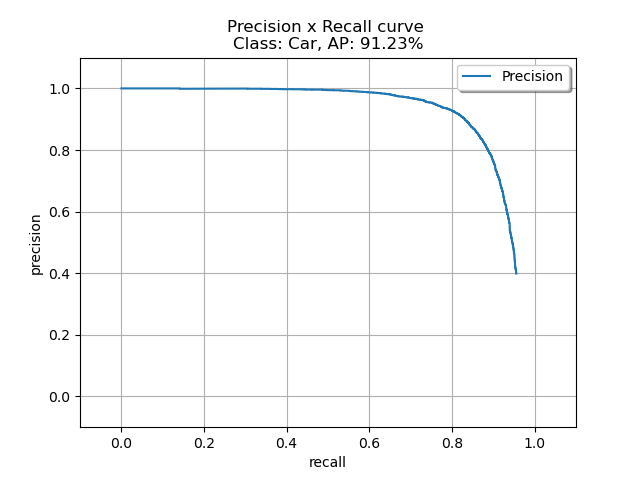 Precision x Recall curve
Class: Car, AP: 91.23%
Precision
1.0
0.8
0.6
0.4
0.2
0.0
precision
0.0 0.2 0.4 0.6 0.8 1.0
recall